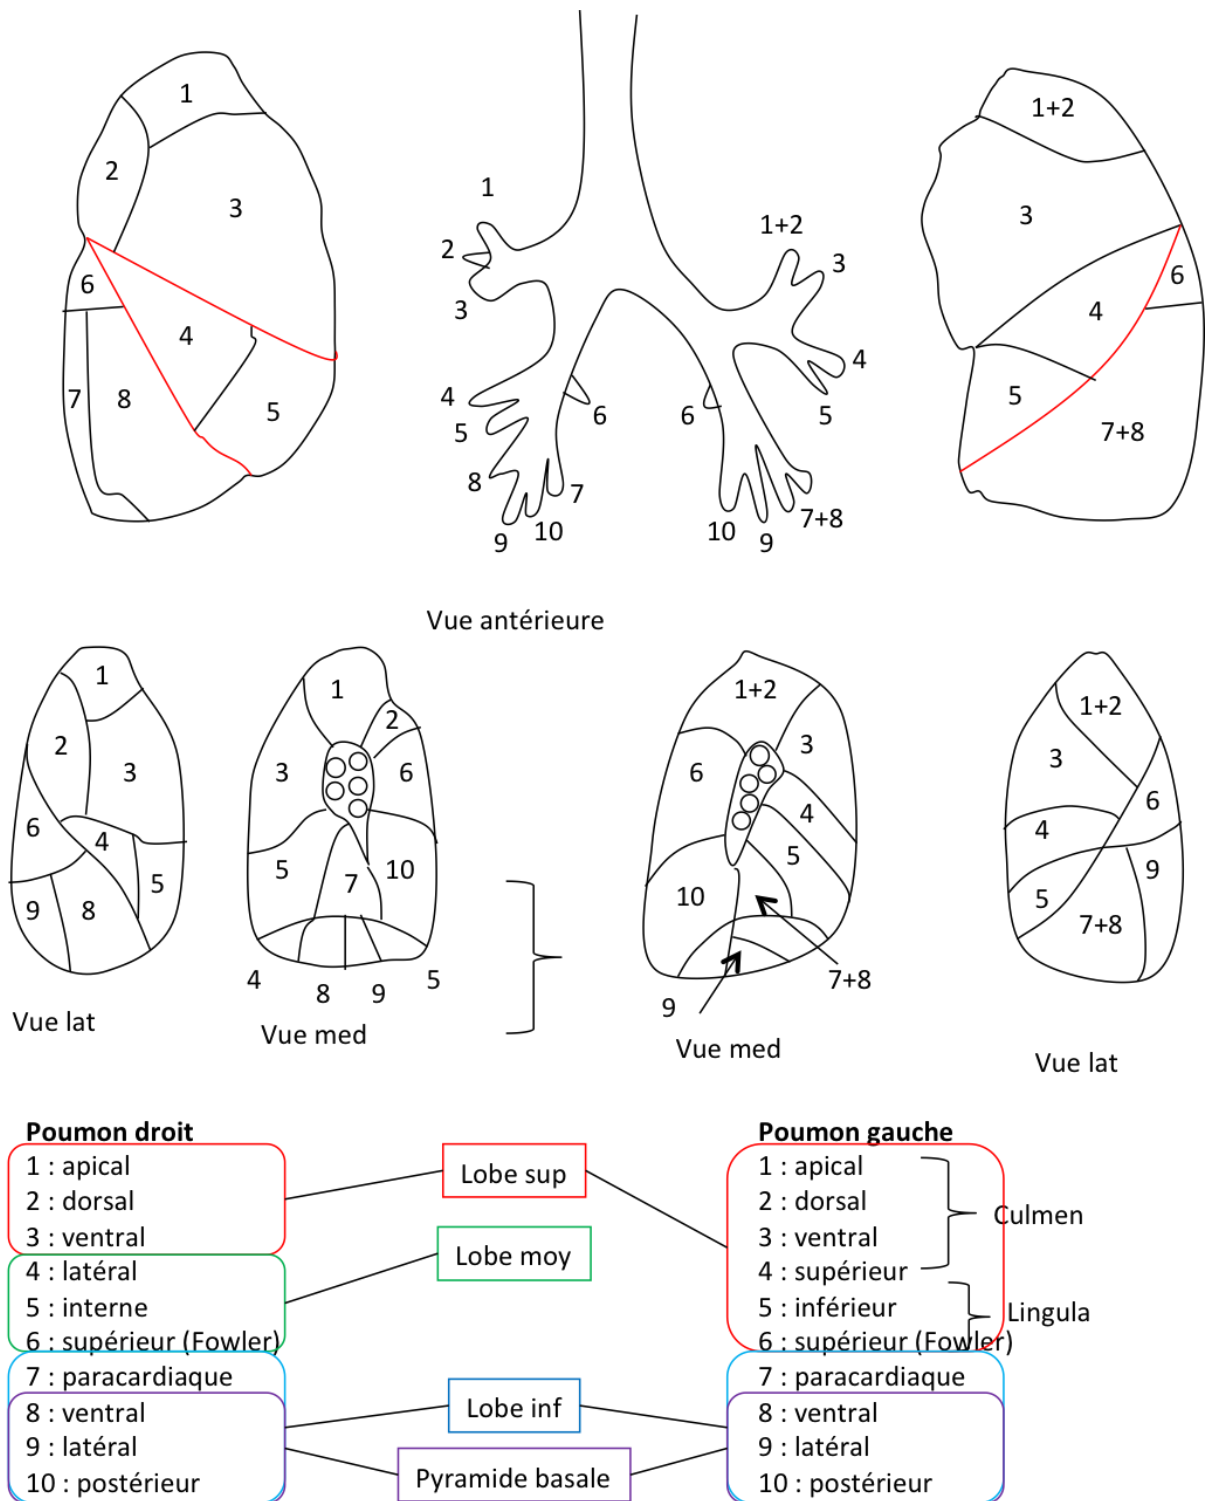 1
1+2
2
3
3
1
1+2
2
3
3
6
6
4
4
4
4
5
5
6
6
7
8
5
5
7+8
8
7
7+8
9
10
10
9
Vue antérieure
1
1
1+2
1+2
2
2
3
3
6
6
3
3
6
4
6
4
4
5
5
10
5
9
7
10
5
9
8
7+8
4
8
9
5
9
7+8
Vue lat
Vue med
Vue med
Vue lat
Poumon droit
1 : apical
2 : dorsal
3 : ventral
4 : latéral
5 : interne
6 : supérieur (Fowler)
7 : paracardiaque
8 : ventral
9 : latéral
10 : postérieur
Lobe sup
Lobe moy
Lobe inf
Pyramide basale
Poumon gauche
1 : apical
2 : dorsal
3 : ventral
4 : supérieur
5 : inférieur
6 : supérieur (Fowler)
7 : paracardiaque
8 : ventral
9 : latéral
10 : postérieur
Culmen
Lingula